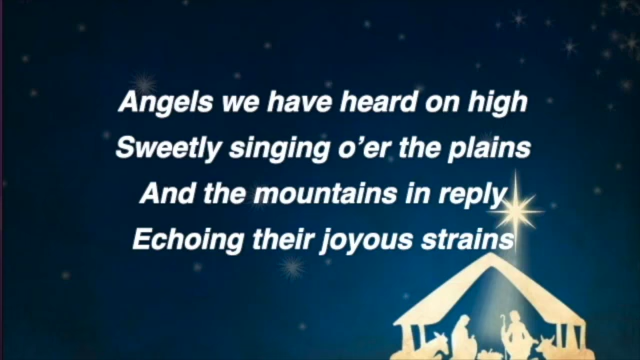 Angels we have heard on high
Sweetly singing o’er the plains
And the mountains in reply
Echoing their joyous strains